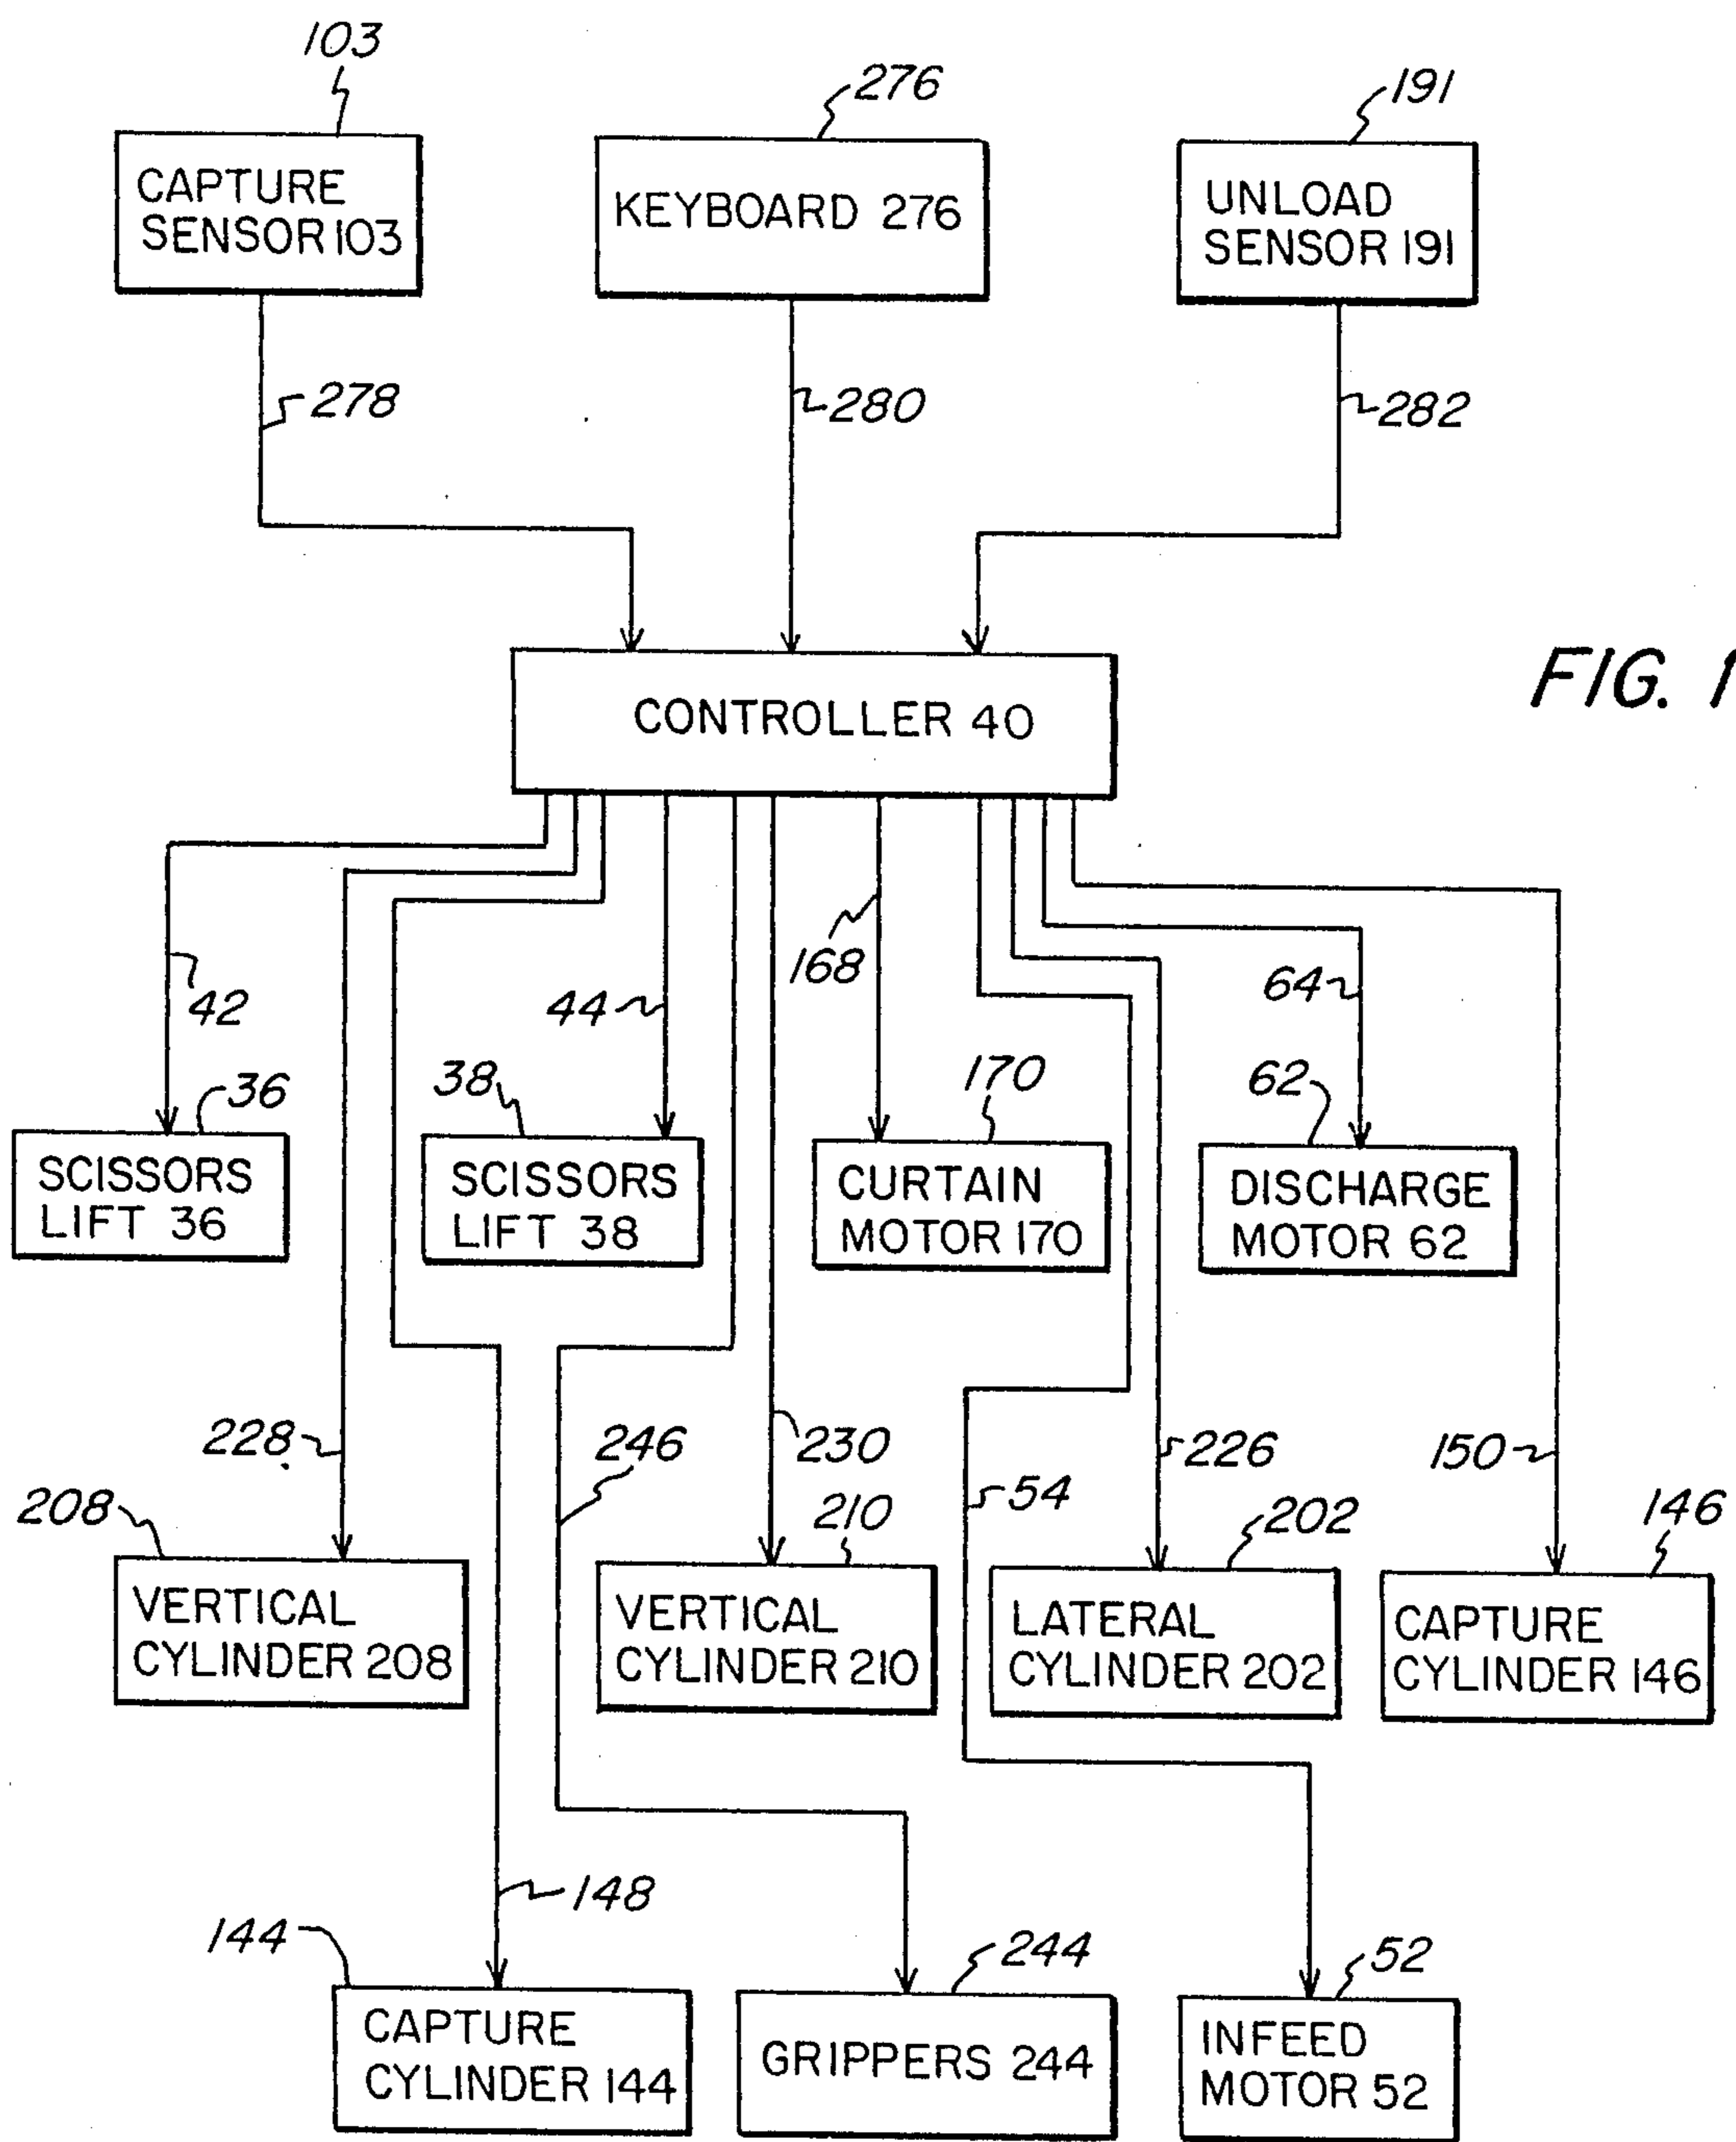 103
276
191
CAPTURE
SENSOR 103
KEYBOARD 276
UNLOAD
SENSOR 191
278
280
282
FIG. 1
CONTROLLER 40
42
44
168
64
36
38
170
62
SCISSORS
LIFT 36
SCISSORS
LIFT 38
CURTAIN
MOTOR 170
DISCHARGE
MOTOR 62
228
246
230
54
226
150
208
210
202
146
VERTICAL
CYLINDER 208
VERTICAL
CYLINDER 210
LATERAL
CYLINDER 202
CAPTURE
CYLINDER 146
148
144
244
52
CAPTURE
CYLINDER 144
GRIPPERS 244
INFEED
MOTOR 52